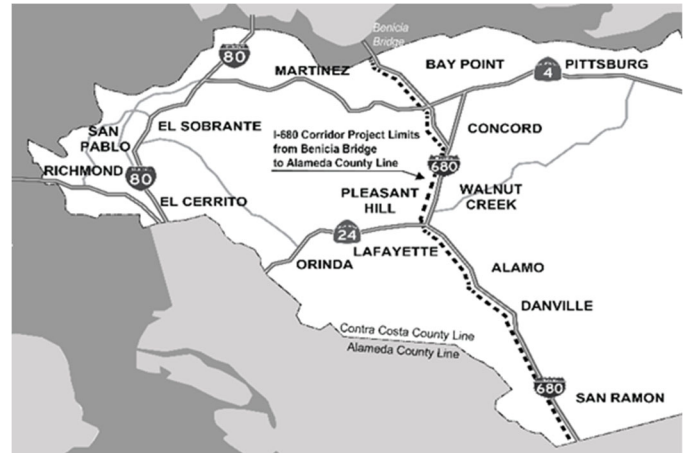 Benicia
Bridge
80
MARTINEZ
BAY POINT
4
PITTSBURG
SAN
PABLO
EL SOBRANTE
I-680 Corridor Project Limits
from Benicia Bridge
to Alameda County Line
CONCORD
680
RICHMOND
80
EL CERRITO
PLEASANT
HILL
WALNUT
CREEK
24
LAFAYETTE
ORINDA
ALAMO
DANVILLE
Contra Costa County Line
Alameda County Line
680
SAN RAMON